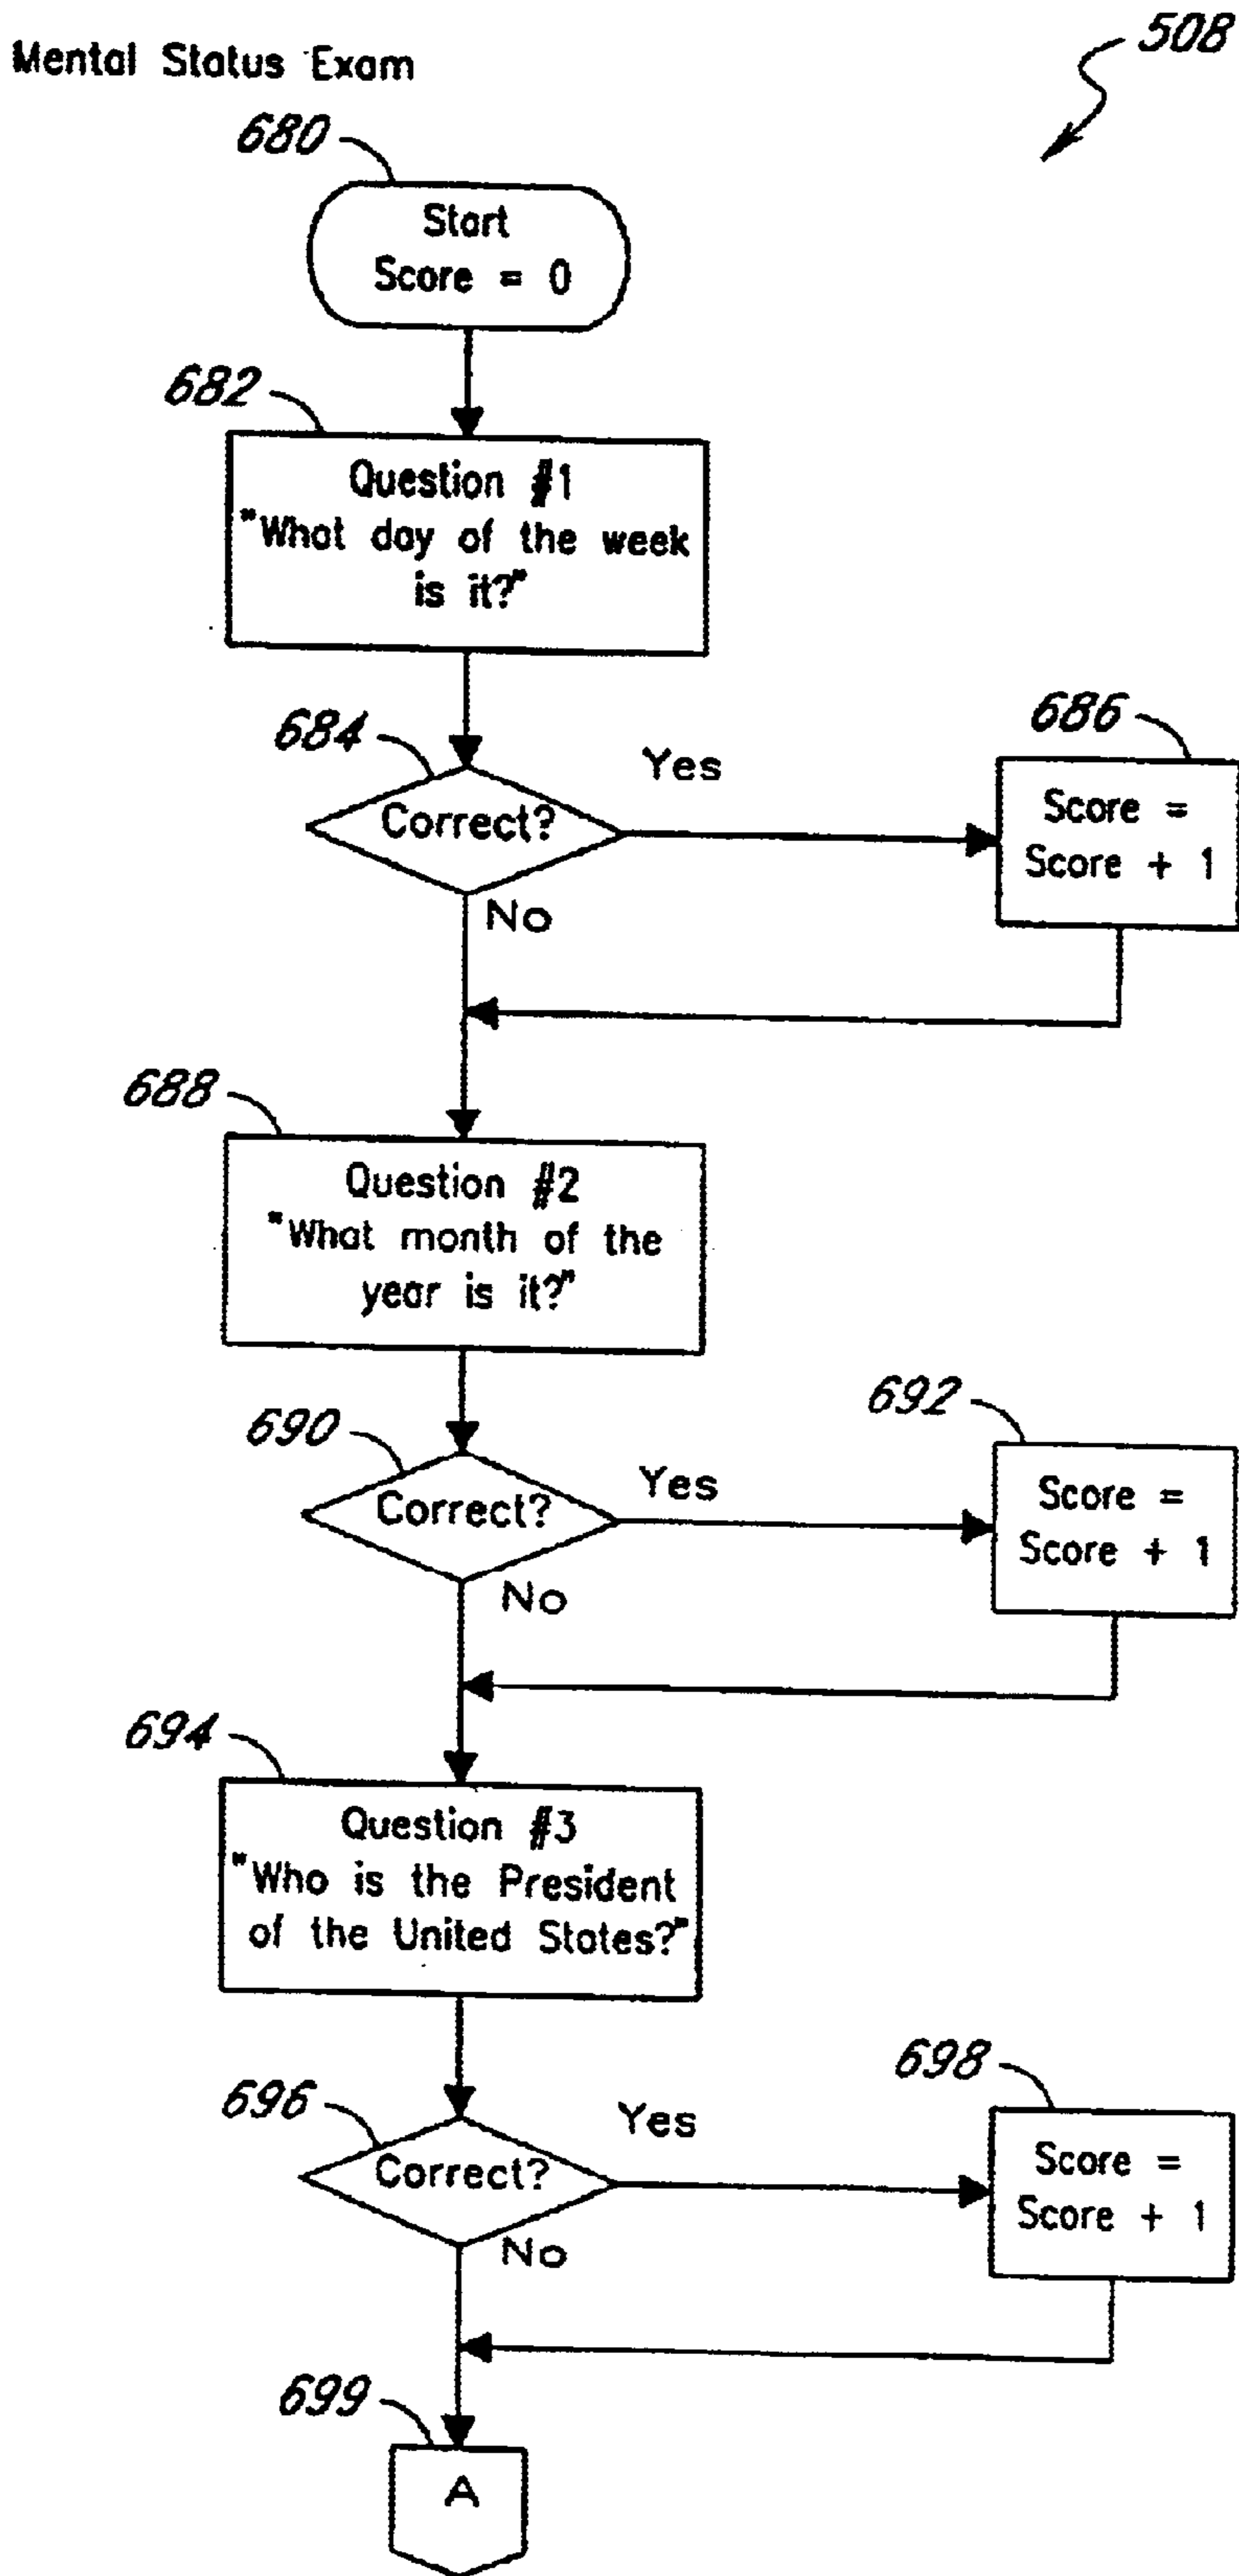 508
Mental Status Exam
680
Start
Score = 0
682
Question #1
"What day of the week
is it?"
684
Correct?
Yes
686
Score =
Score + 1
No
688
Question #2
"What month of the
year is it?"
690
Correct?
Yes
692
Score =
Score + 1
No
694
Question #3
"Who is the President
of the United States?"
696
Correct?
Yes
698
Score =
Score + 1
No
699
A